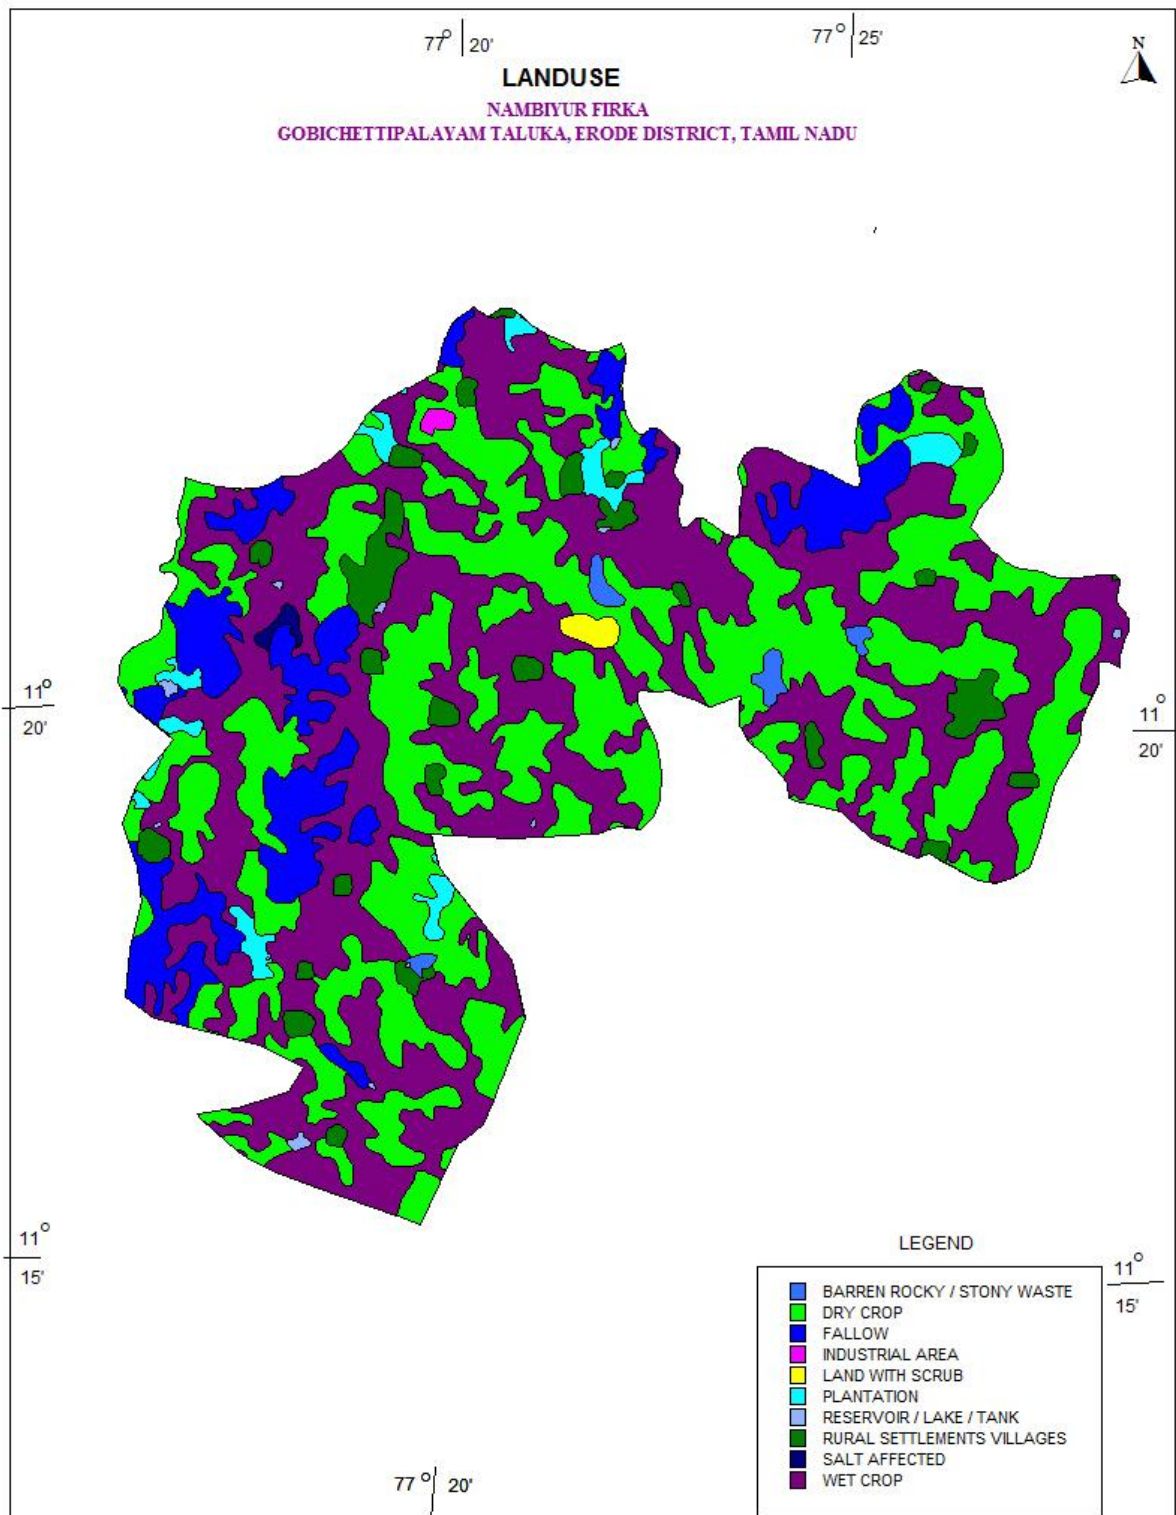 77° 20'
77° 25'
N
LANDUSE
NAMBIYUR FIRKA
GOBICHETTIPALAYAM TALUKA, ERODE DISTRICT, TAMIL NADU
11°
20'
11°
20'
11°
15'
LEGEND
11°
15'
BARREN ROCKY / STONY WASTE
DRY CROP
FALLOW
INDUSTRIAL AREA
LAND WITH SCRUB
PLANTATION
RESERVOIR / LAKE / TANK
RURAL SETTLEMENTS VILLAGES
SALT AFFECTED
WET CROP
77° 20'